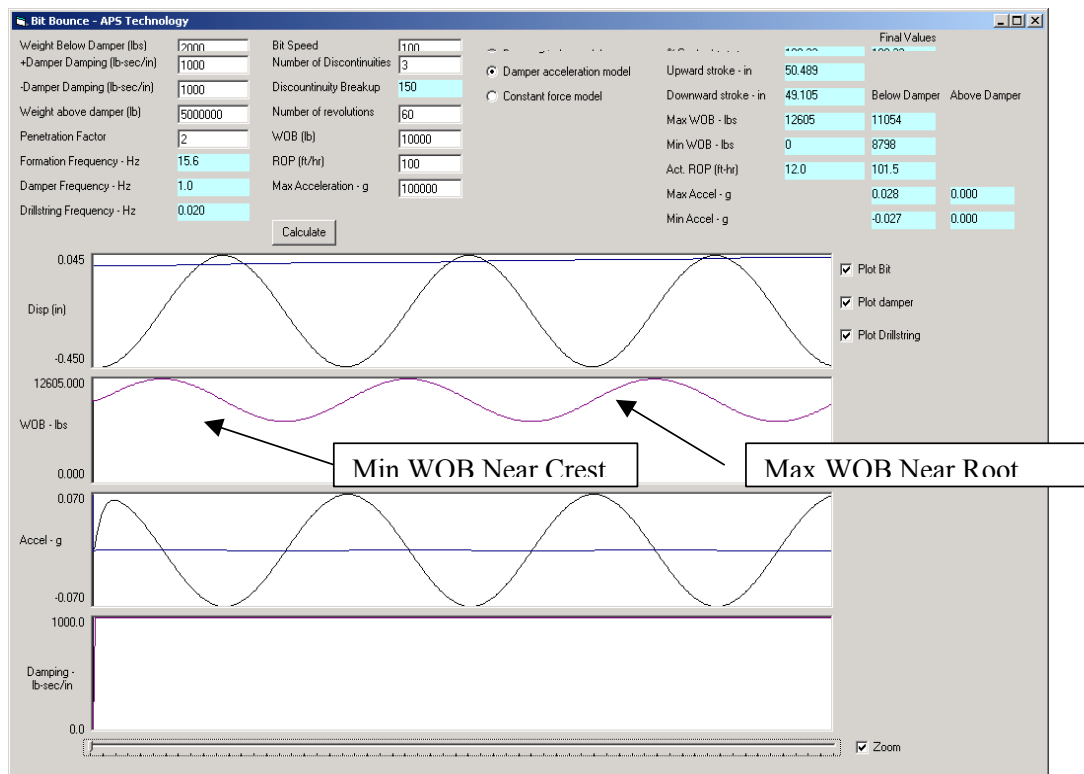 Bit Bounce - APS Technology
Weight Below Damper (lbs) 2000
+Damper Damping (lb-sec/in) 1000
-Damper Damping (lb-sec/in) 1000
Weight above damper (lb) 5000000
Penetration Factor 2
Formation Frequency - Hz 15.6
Damper Frequency - Hz 1.0
Drillstring Frequency - Hz 0.020
Bit Speed 100
Number of Discontinuities 3
Discontinuity Breakup 150
Number of revolutions 60
WOB (lb) 10000
ROP (ft/hr) 100
Max Acceleration - g 100000
Calculate
Damper acceleration model
Constant force model
Final Values
Upward stroke - in 50.489
Downward stroke - in 49.105 Below Damper Above Damper
Max WOB - lbs 12605 11054
Min WOB - lbs 0 8798
Act. ROP (ft-hr) 12.0 101.5
Max Accel - g 0.028 0.000
Min Accel - g -0.027 0.000
0.045
Disp (in)
-0.450
Plot Bit
Plot damper
Plot Drillstring
12605.000
WOB - lbs
0.000
Min WOB Near Crest
Max WOB Near Root
0.070
Accel - g
-0.070
1000.0
Damping -
lb-sec/in
0.0
Zoom